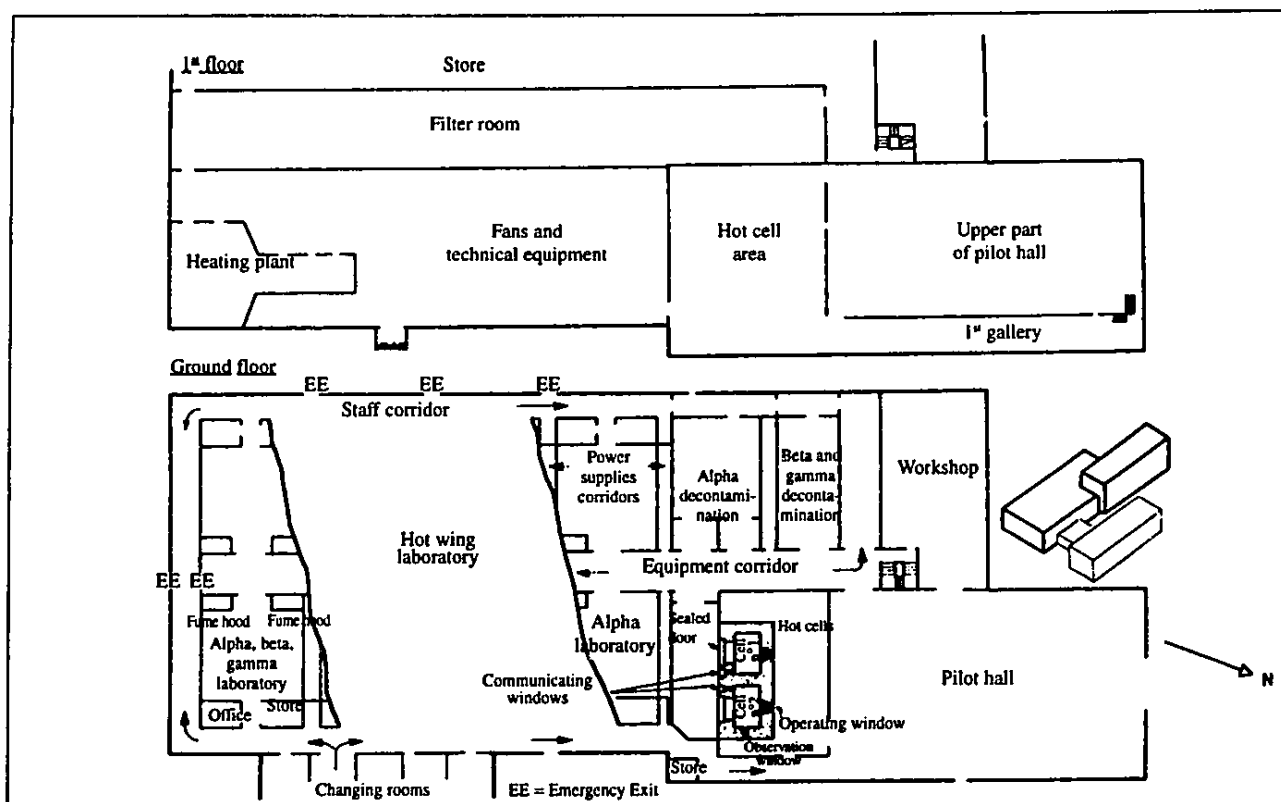 1st floor
Store
Filter room
Fans and
technical equipment
Heating plant
Hot cell
area
Upper part
of pilot hall
1st gallery
Ground floor
EE
EE
EE
Staff corridor
Power
supplies
corridors
Alpha
decontami-
nation
Beta and
gamma
deconta-
mination
Workshop
Hot wing
laboratory
Equipment corridor
EE
EE
Fume hood
Fume hood
Alpha, beta,
gamma
laboratory
Office
Store
Alpha
laboratory
Sealed
door
Hot cells
Cell
Cell
Communicating
windows
Pilot hall
N
Operating window
Observation
window
Store
Changing rooms
EE = Emergency Exit